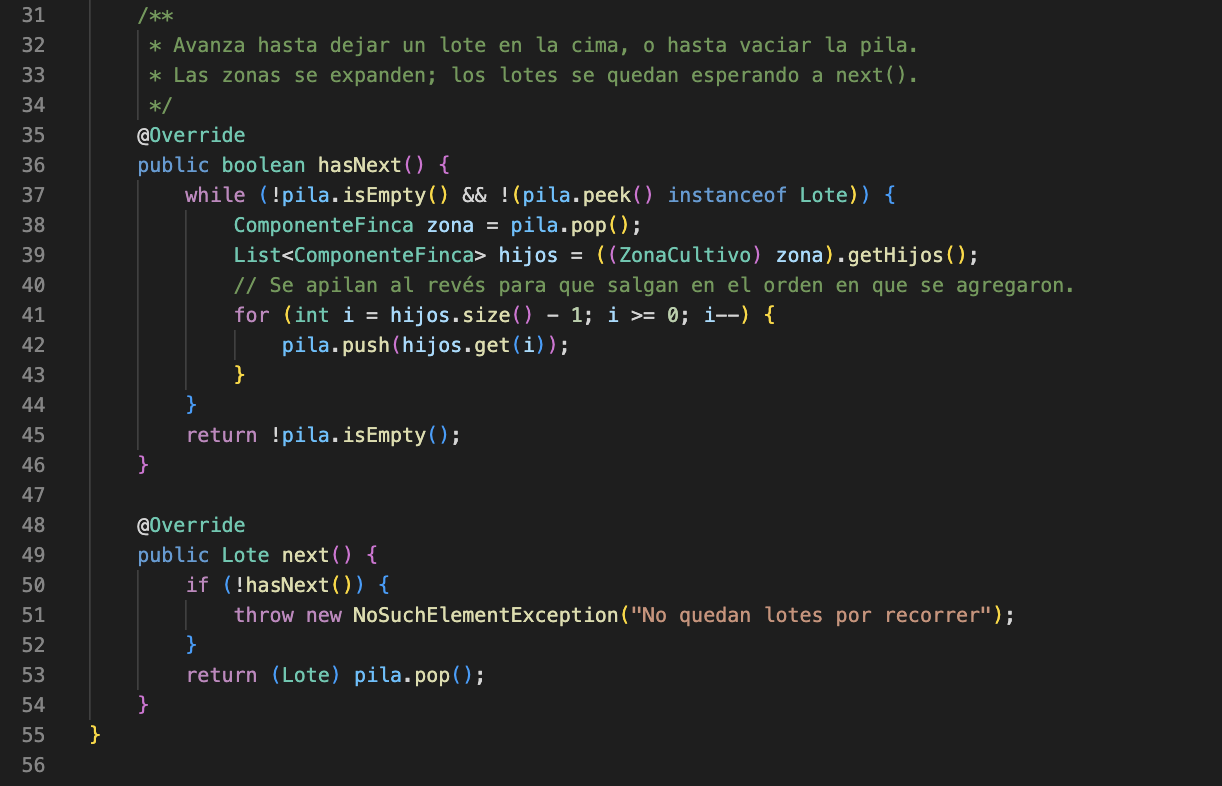 31 /**
32  * Avanza hasta dejar un lote en la cima, o hasta vaciar la pila.
33  * Las zonas se expanden; los lotes se quedan esperando a next().
34  */
35 @Override
36 public boolean hasNext() {
37     while (!pila.isEmpty() && !(pila.peek() instanceof Lote)) {
38         ComponenteFinca zona = pila.pop();
39         List<ComponenteFinca> hijos = ((ZonaCultivo) zona).getHijos();
40         // Se apilan al revés para que salgan en el orden en que se agregaron.
41         for (int i = hijos.size() - 1; i >= 0; i--) {
42             pila.push(hijos.get(i));
43         }
44     }
45     return !pila.isEmpty();
46 }
47
48 @Override
49 public Lote next() {
50     if (!hasNext()) {
51         throw new NoSuchElementException("No quedan lotes por recorrer");
52     }
53     return (Lote) pila.pop();
54 }
55 }
56